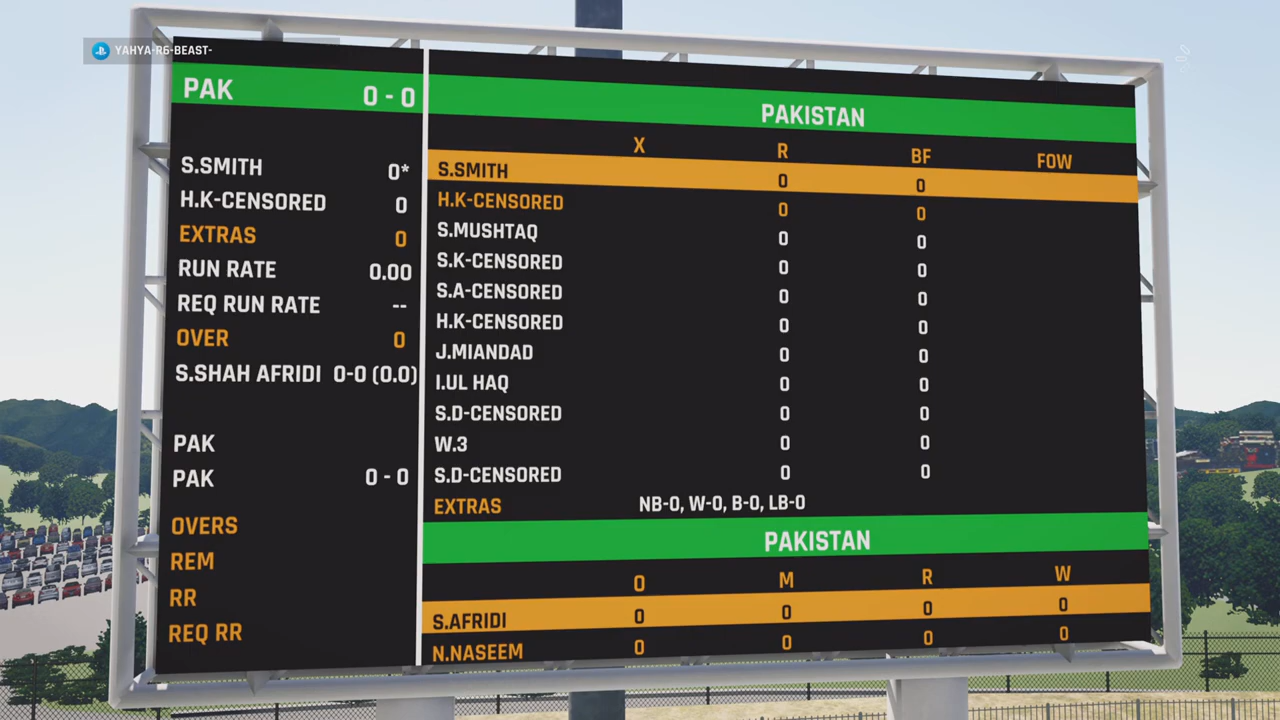 YAHYA-R6-BEAST-
PAK 0 - 0
S.SMITH 0*
H.K-CENSORED 0
EXTRAS 0
RUN RATE 0.00
REQ RUN RATE --
OVER 0
S.SHAH AFRIDI 0-0 (0.0)
PAK
PAK 0 - 0
OVERS
REM
RR
REQ RR
PAKISTAN
X R BF FOW
S.SMITH 0 0
H.K-CENSORED 0 0
S.MUSHTAQ 0 0
S.K-CENSORED 0 0
S.A-CENSORED 0 0
H.K-CENSORED 0 0
J.MIANDAD 0 0
I.UL HAQ 0 0
S.D-CENSORED 0 0
W.3 0 0
S.D-CENSORED 0 0
EXTRAS NB-0, W-0, B-0, LB-0
PAKISTAN
O M R W
S.AFRIDI 0 0 0 0
N.NASEEM 0 0 0 0